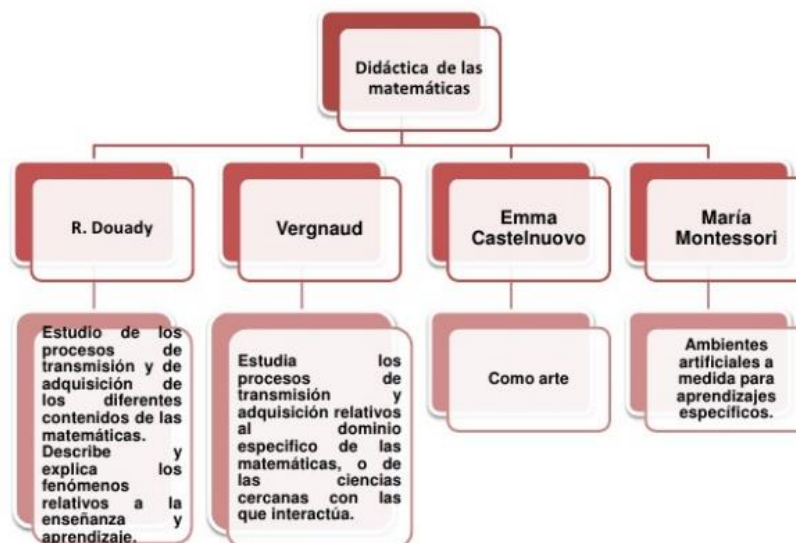 Didáctica de las
matemáticas
R. Douady
Vergnaud
Emma
Castelnuovo
María
Montessori
Estudio de los
procesos de
transmisión y de
adquisición de
los diferentes
contenidos de las
matemáticas.
Describe y
explica los
fenómenos
relativos a la
enseñanza y
aprendizaje.
Estudia los
procesos de
transmisión y
adquisición relativos
al dominio
especifico de las
matemáticas, o de
las ciencias
cercanas con las
que interactúa.
Como arte
Ambientes
artificiales a
medida para
aprendizajes
específicos.